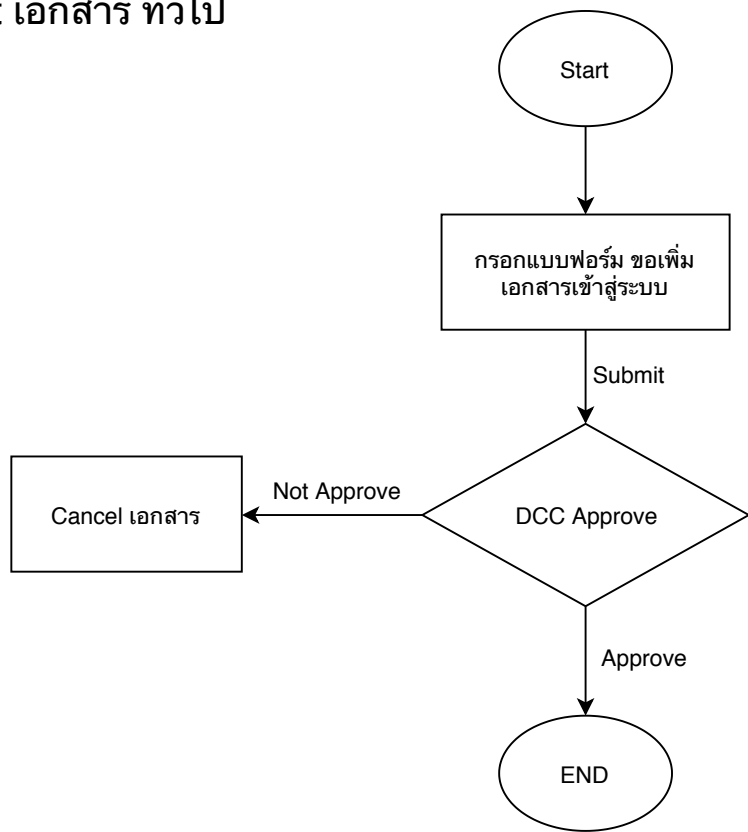 : เอกสาร ทั่วไป
Start
กรอกแบบฟอร์ม ขอเพิ่ม
เอกสารเข้าสู่ระบบ
Submit
DCC Approve
Not Approve
Cancel เอกสาร
Approve
END